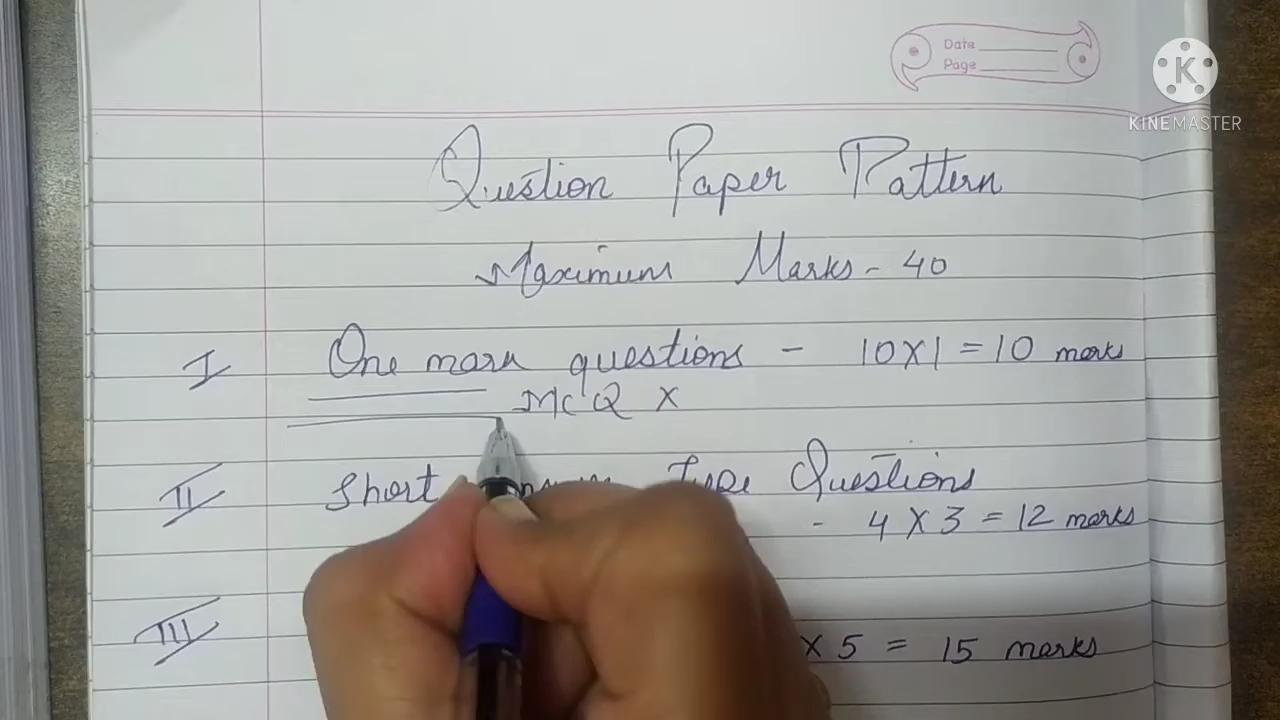 Date
Page
KINEMASTER
Question Paper Pattern
Maximum Marks - 40
I One mark questions - 10 X 1 = 10 marks
MCQ X
II Short Type Questions
- 4 X 3 = 12 marks
III X 5 = 15 marks